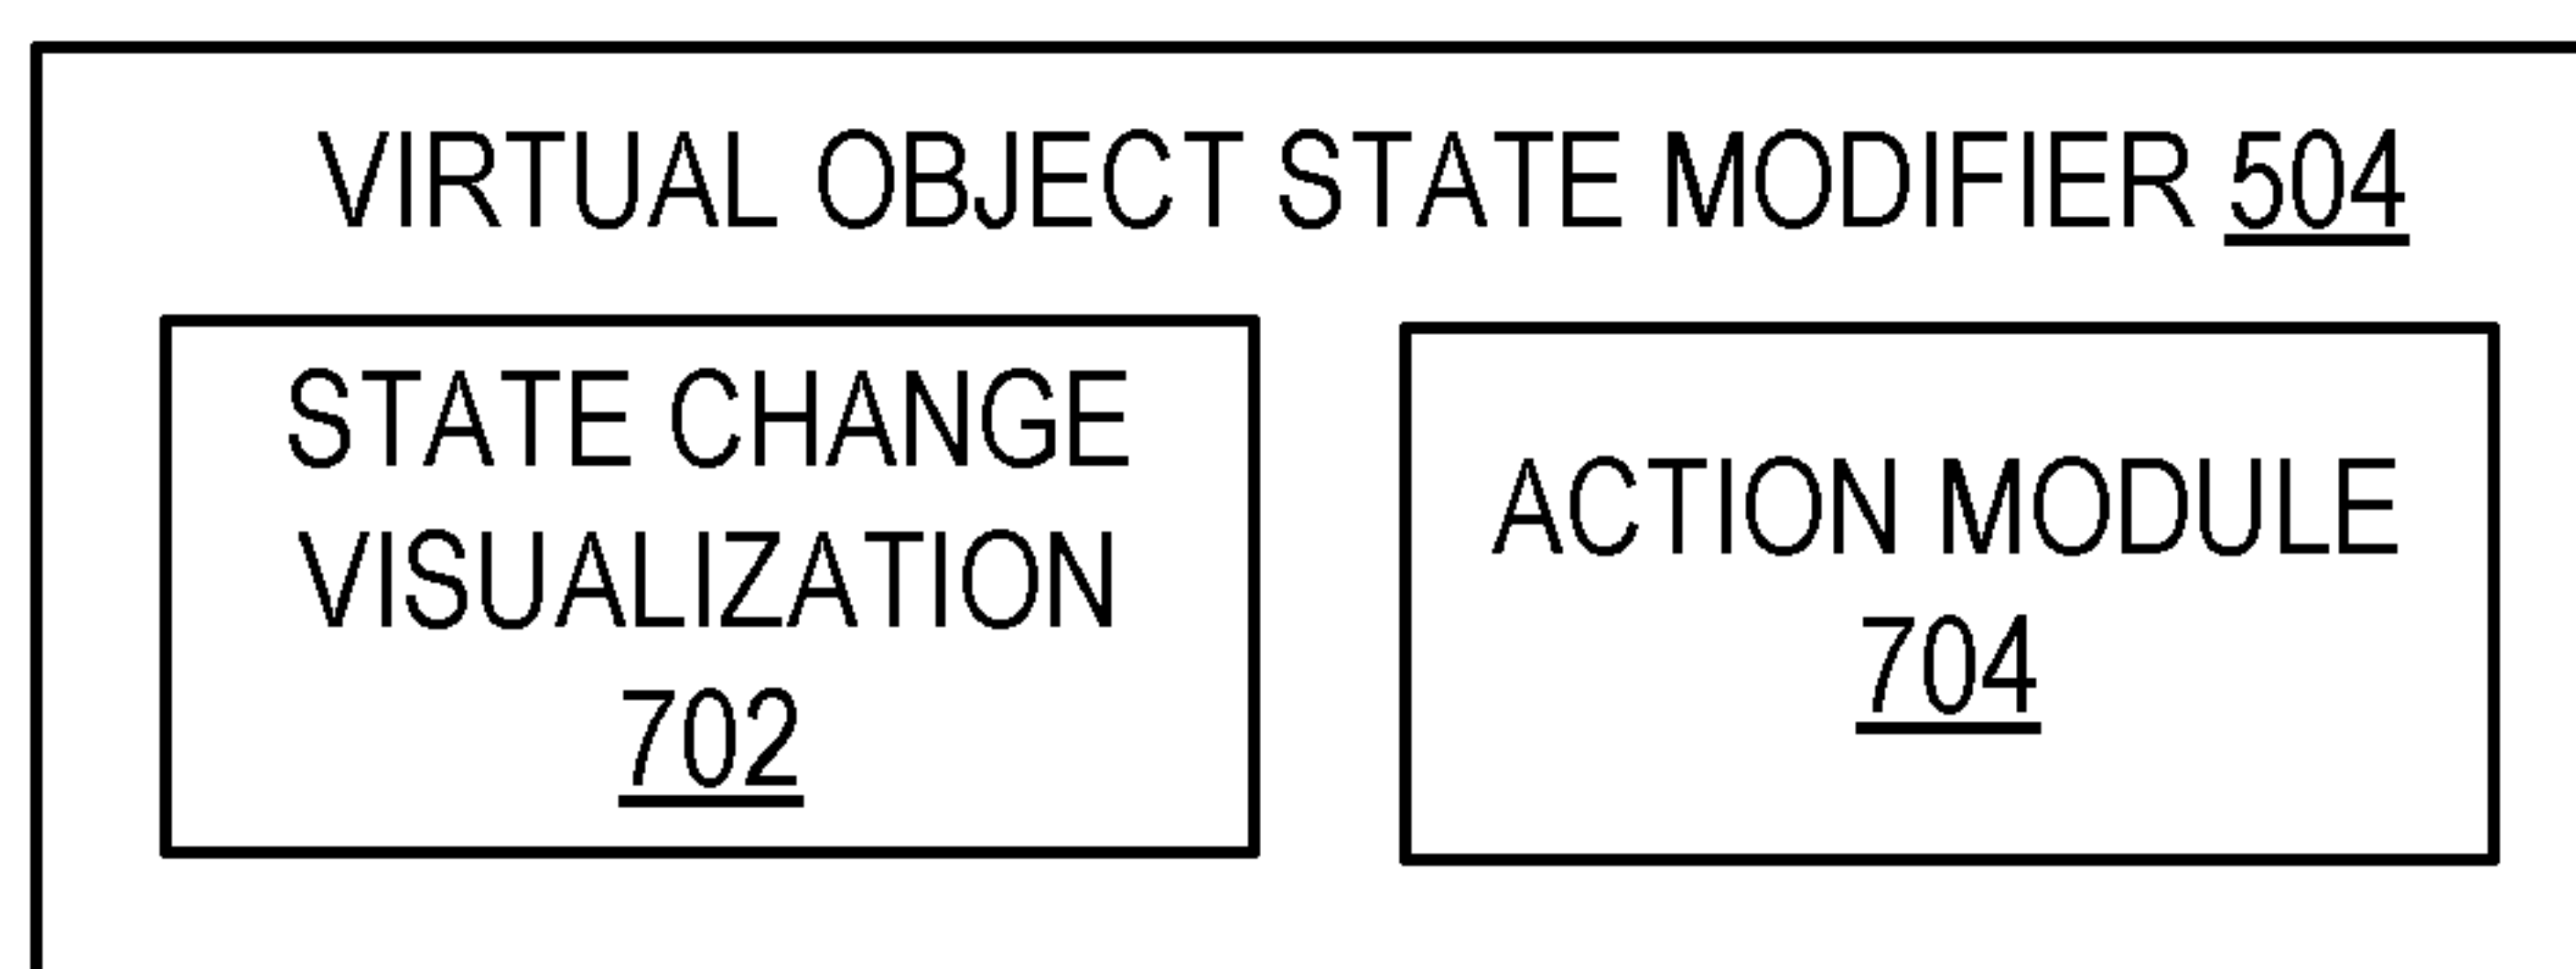 VIRTUAL OBJECT STATE MODIFIER 504
STATE CHANGE
VISUALIZATION
702
ACTION MODULE
704